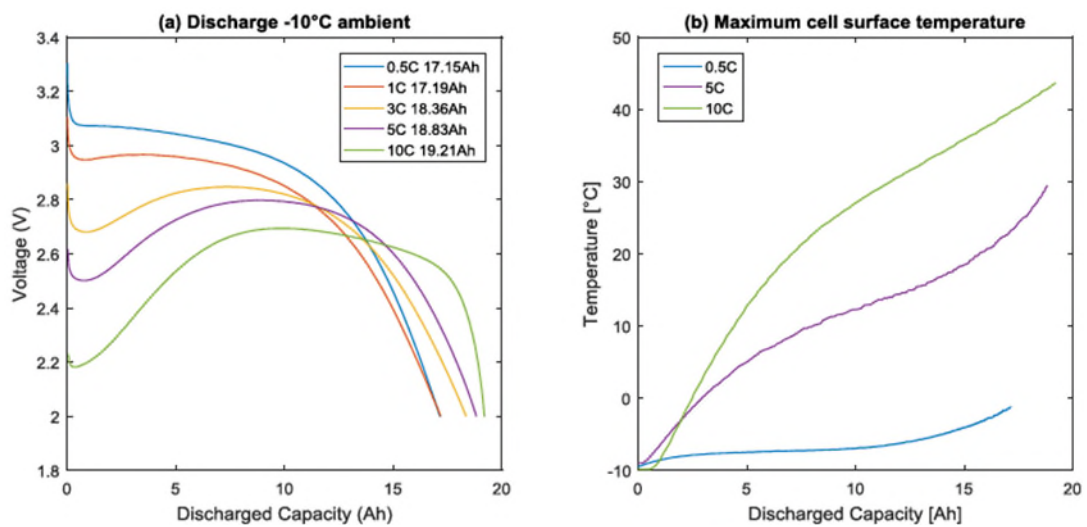 (a) Discharge -10°C ambient
3.4
3.2
3
2.8
2.6
2.4
2.2
2
1.8
Voltage (V)
0.5C 17.15Ah
1C 17.19Ah
3C 18.36Ah
5C 18.83Ah
10C 19.21Ah
0 5 10 15 20
Discharged Capacity (Ah)
(b) Maximum cell surface temperature
50
40
30
20
10
0
-10
Temperature [°C]
0.5C
5C
10C
0 5 10 15 20
Discharged Capacity [Ah]